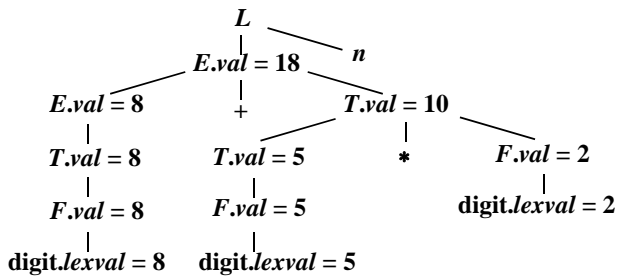 L
E.val = 18 n
E.val = 8 + T.val = 10
T.val = 8 T.val = 5 * F.val = 2
F.val = 8 F.val = 5 digit.lexval = 2
digit.lexval = 8 digit.lexval = 5